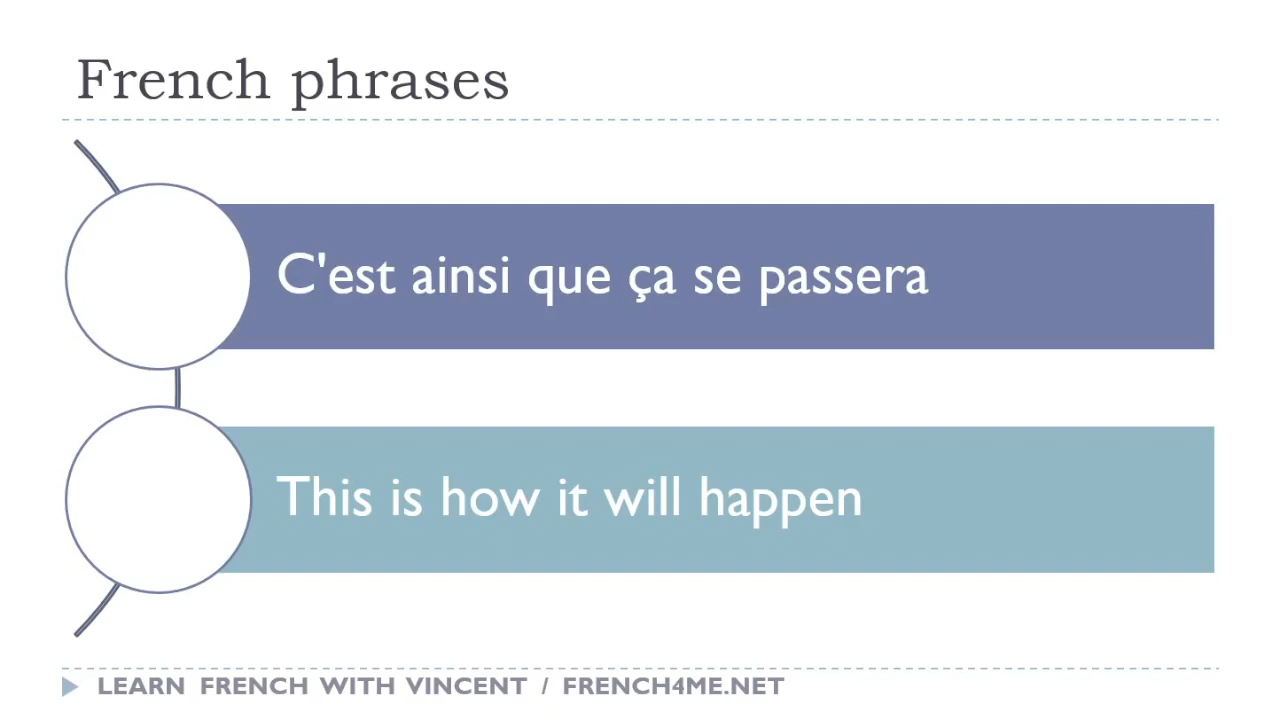 French phrases
C'est ainsi que ça se passera
This is how it will happen
LEARN FRENCH WITH VINCENT / FRENCH4ME.NET